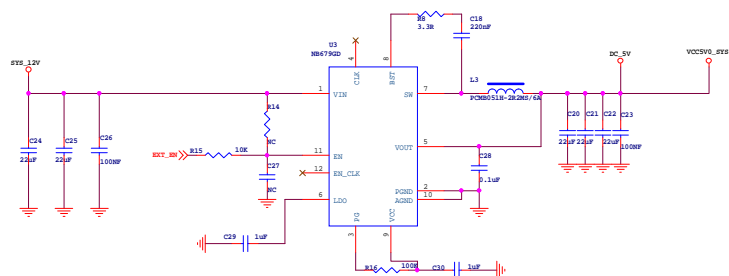 R8
3.3R
C18
220nF
DC_5V
VCC5V0_SYS
U3
NB679GD
SYS_12V
4
CLK
8
BST
L3
PCMB051H-2R2MS/6A
1
VIN
SW
7
R14
NC
C24
22uF
C25
22uF
C26
100NF
C20
22uF
C21
22uF
C22
22uF
C23
100NF
EXT_EN
R15
10K
11
EN
VOUT
5
C27
NC
12
EN_CLK
C28
0.1uF
6
LDO
PGND
2
AGND
10
PG
VCC
C29
1uF
3
9
R16
100K
C30
1uF